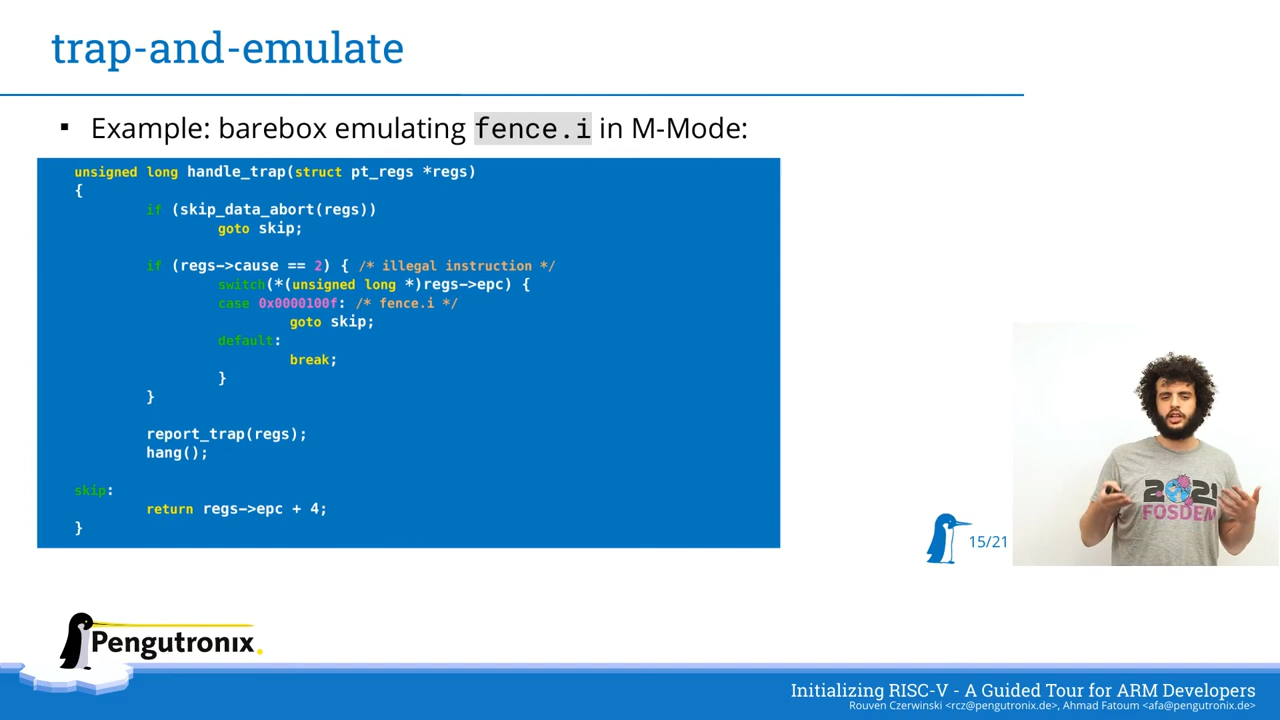 trap-and-emulate
▪ Example: barebox emulating fence.i in M-Mode:
unsigned long handle_trap(struct pt_regs *regs)
{
if (skip_data_abort(regs))
goto skip;
if (regs->cause == 2) { /* illegal instruction */
switch(*(unsigned long *)regs->epc) {
case 0x0000100f: /* fence.i */
goto skip;
default:
break;
}
}
report_trap(regs);
hang();
skip:
return regs->epc + 4;
}
2021
FOSDEM
15/21
Pengutronix.
Initializing RISC-V - A Guided Tour for ARM Developers
Rouven Czerwinski <rcz@pengutronix.de>, Ahmad Fatoum <afa@pengutronix.de>